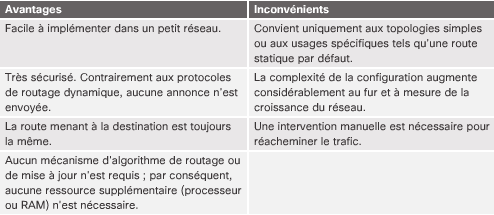 Avantages
Inconvénients
Facile à implémenter dans un petit réseau.
Convient uniquement aux topologies simples
ou aux usages spécifiques tels qu'une route
statique par défaut.
Très sécurisé. Contrairement aux protocoles
de routage dynamique, aucune annonce n'est
envoyée.
La complexité de la configuration augmente
considérablement au fur et à mesure de la
croissance du réseau.
La route menant à la destination est toujours
la même.
Une intervention manuelle est nécessaire pour
réacheminer le trafic.
Aucun mécanisme d'algorithme de routage ou
de mise à jour n'est requis ; par conséquent,
aucune ressource supplémentaire (processeur
ou RAM) n'est nécessaire.